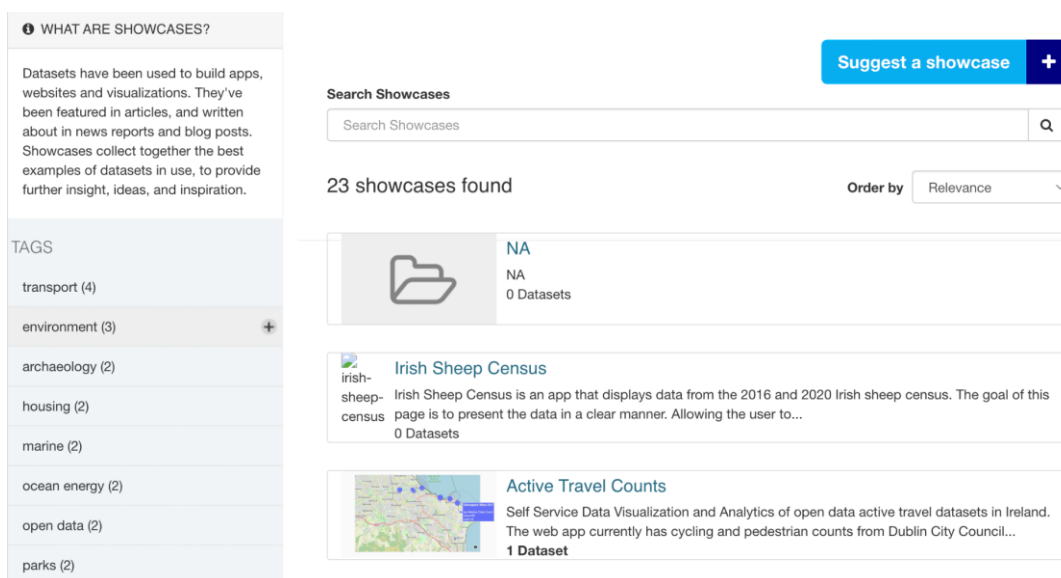 WHAT ARE SHOWCASES?
Datasets have been used to build apps,
websites and visualizations. They've
been featured in articles, and written
about in news reports and blog posts.
Showcases collect together the best
examples of datasets in use, to provide
further insight, ideas, and inspiration.
TAGS
transport (4)
environment (3)
archaeology (2)
housing (2)
marine (2)
ocean energy (2)
open data (2)
parks (2)
Suggest a showcase +
Search Showcases
Search Showcases
23 showcases found
Order by Relevance
NA
NA
0 Datasets
irish-
sheep-
census
Irish Sheep Census
Irish Sheep Census is an app that displays data from the 2016 and 2020 Irish sheep census. The goal of this
page is to present the data in a clear manner. Allowing the user to...
0 Datasets
Active Travel Counts
Self Service Data Visualization and Analytics of open data active travel datasets in Ireland.
The web app currently has cycling and pedestrian counts from Dublin City Council...
1 Dataset